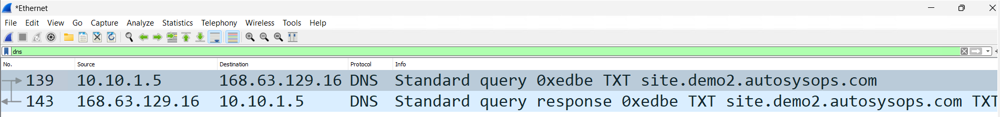 *Ethernet
File Edit View Go Capture Analyze Statistics Telephony Wireless Tools Help
dns
No. Source Destination Protocol Info
139 10.10.1.5 168.63.129.16 DNS Standard query 0xedbe TXT site.demo2.autosysops.com
143 168.63.129.16 10.10.1.5 DNS Standard query response 0xedbe TXT site.demo2.autosysops.com TXT